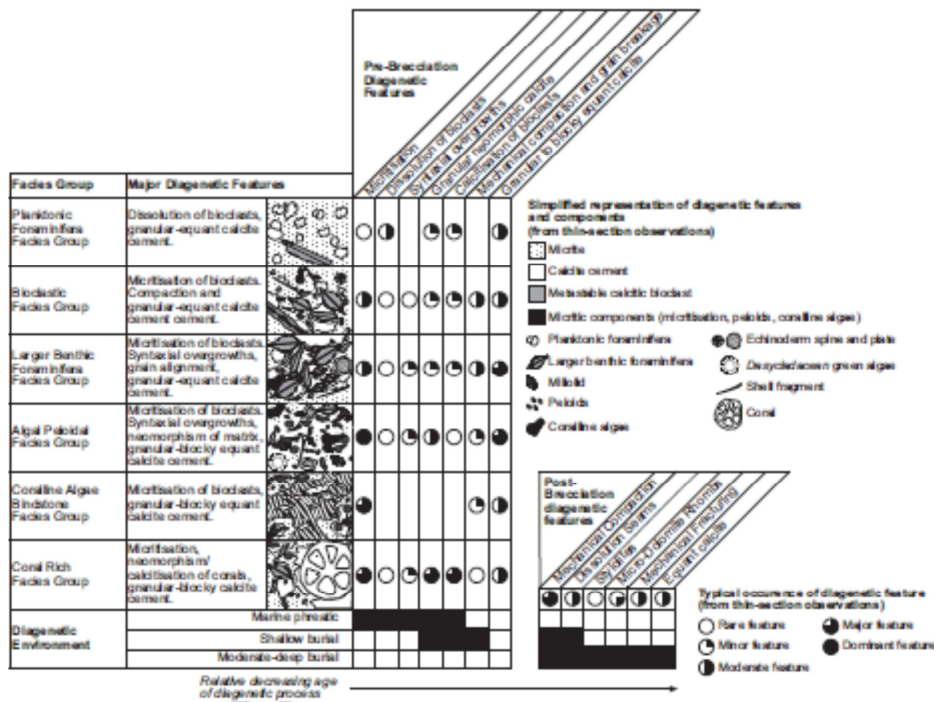 Pre-Brecciation
Diagenetic
Features
Micritisation
Dissolution of bioclasts
Syntaxial overgrowths
Granular neomorphic calcite
Calcitisation of bioclasts
Mechanical compaction and grain breakage
Granular to blocky equant calcite
Facies Group
Major Diagenetic Features
Planktonic
Foraminifera
Facies Group
Dissolution of bioclasts,
granular-equant calcite
cement.
Bioclastic
Facies Group
Micritisation of bioclasts.
Compaction and
granular-equant calcite
cement cement.
Larger Benthic
Foraminifera
Facies Group
Micritisation of bioclasts.
Syntaxial overgrowths,
grain alignment,
granular-equant calcite
cement.
Algal Peloidal
Facies Group
Micritisation of bioclasts.
Syntaxial overgrowths,
neomorphism of matrix,
granular-blocky equant
calcite cement.
Coralline Algae
Bindstone
Facies Group
Micritisation of bioclasts,
granular-blocky equant
calcite cement.
Coral Rich
Facies Group
Micritisation,
neomorphism/
calcitisation of corals,
granular-blocky calcite
cement.
Diagenetic
Environment
Marine phreatic
Shallow burial
Moderate-deep burial
Relative decreasing age
of diagenetic process
Simplified representation of diagenetic features
and components
(from thin-section observations)
Micrite
Calcite cement
Metastable calcitic bioclast
Micritic components (micritisation, peloids, coralline algae)
Planktonic foraminifera
Larger benthic foraminifera
Miliolid
Peloids
Coralline algae
Echinoderm spine and plate
Dasycladacean green algae
Shell fragment
Coral
Post-
Brecciation
diagenetic
features
Mechanical Compaction
Dissolution Seams
Stylolites
Micro-Dolomite Rhombs
Mechanical Fracturing
Equant calcite
Typical occurence of diagenetic feature
(from thin-section observations)
Rare feature
Minor feature
Moderate feature
Major feature
Dominant feature